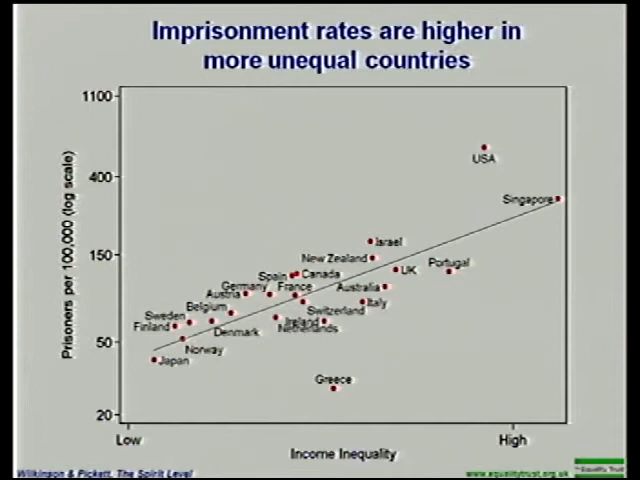 Imprisonment rates are higher in
more unequal countries
Prisoners per 100,000 (log scale)
1100
400
150
50
20
USA
Singapore
Israel
New Zealand
UK
Portugal
Spain
Canada
Germany
France
Australia
Austria
Italy
Belgium
Switzerland
Sweden
Finland
Ireland
Netherlands
Denmark
Norway
Japan
Greece
Low
High
Income Inequality
Wilkinson & Pickett, The Spirit Level
www.equalitytrust.org.uk
Equality Trust